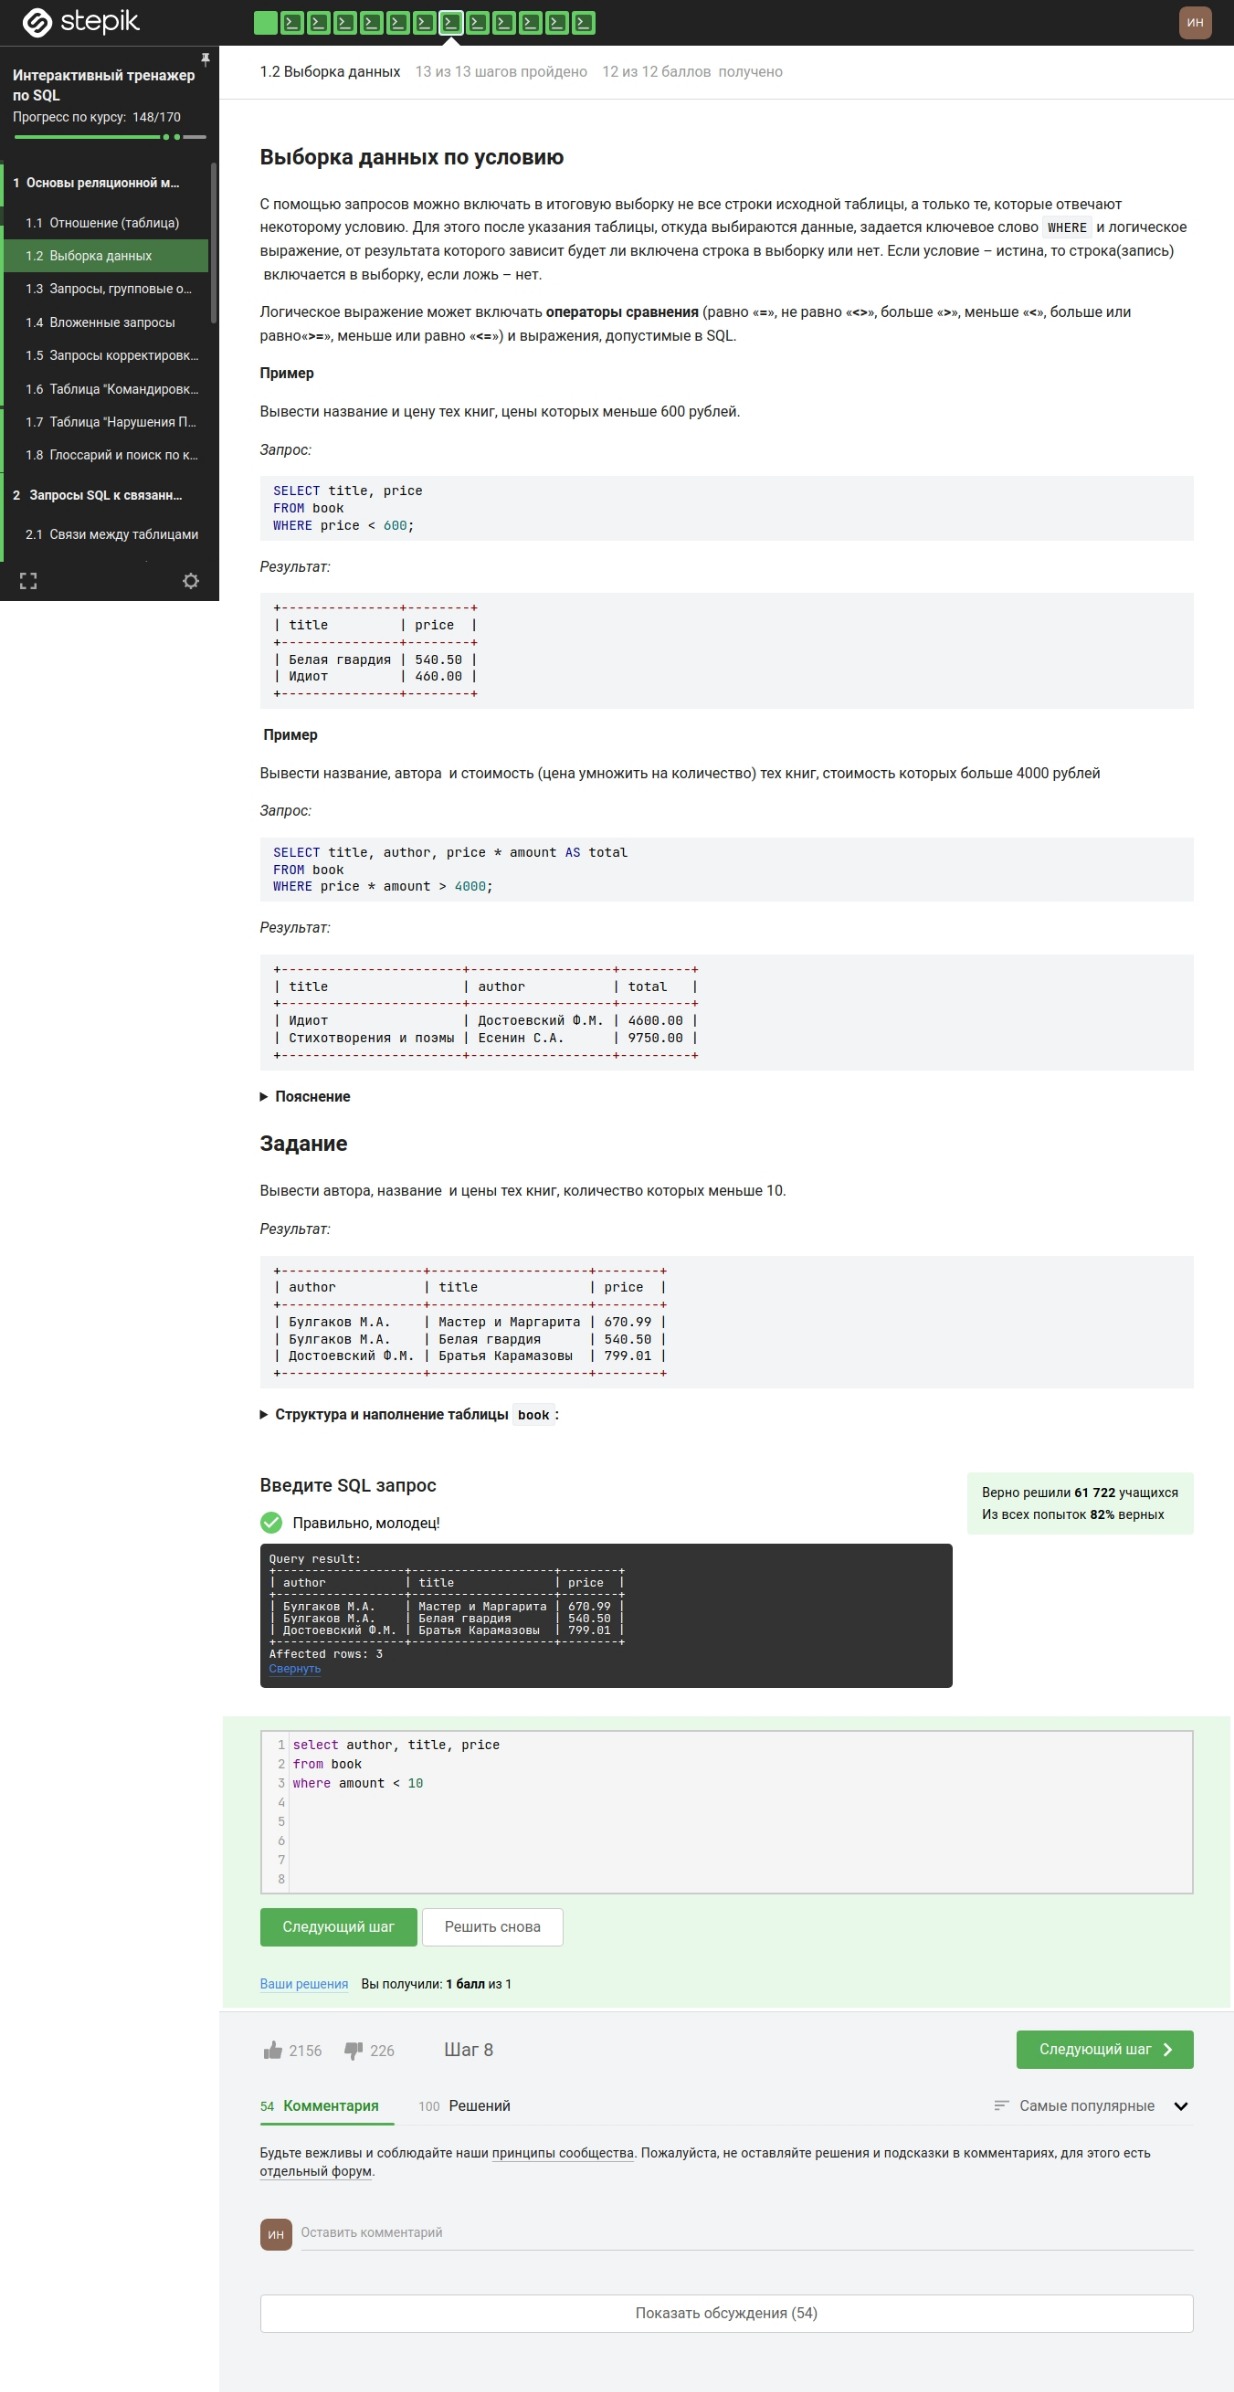 stepik
ИН
Интерактивный тренажер
по SQL
Прогресс по курсу: 148/170
1 Основы реляционной м...
1.1 Отношение (таблица)
1.2 Выборка данных
1.3 Запросы, групповые о...
1.4 Вложенные запросы
1.5 Запросы корректировк...
1.6 Таблица "Командировк...
1.7 Таблица "Нарушения П...
1.8 Глоссарий и поиск по к...
2 Запросы SQL к связанн...
2.1 Связи между таблицами
1.2 Выборка данных 13 из 13 шагов пройдено 12 из 12 баллов получено
Выборка данных по условию
С помощью запросов можно включать в итоговую выборку не все строки исходной таблицы, а только те, которые отвечают
некоторому условию. Для этого после указания таблицы, откуда выбираются данные, задается ключевое слово WHERE и логическое
выражение, от результата которого зависит будет ли включена строка в выборку или нет. Если условие – истина, то строка(запись)
включается в выборку, если ложь – нет.
Логическое выражение может включать операторы сравнения (равно «=», не равно «<>», больше «>», меньше «<», больше или
равно«>=», меньше или равно «<=») и выражения, допустимые в SQL.
Пример
Вывести название и цену тех книг, цены которых меньше 600 рублей.
Запрос:
SELECT title, price
FROM book
WHERE price < 600;
Результат:
+---------------+--------+
| title         | price  |
+---------------+--------+
| Белая гвардия | 540.50 |
| Идиот         | 460.00 |
+---------------+--------+
Пример
Вывести название, автора и стоимость (цена умножить на количество) тех книг, стоимость которых больше 4000 рублей
Запрос:
SELECT title, author, price * amount AS total
FROM book
WHERE price * amount > 4000;
Результат:
+-----------------------+------------------+---------+
| title                 | author           | total   |
+-----------------------+------------------+---------+
| Идиот                 | Достоевский Ф.М. | 4600.00 |
| Стихотворения и поэмы | Есенин С.А.      | 9750.00 |
+-----------------------+------------------+---------+
Пояснение
Задание
Вывести автора, название и цены тех книг, количество которых меньше 10.
Результат:
+------------------+--------------------+--------+
| author           | title              | price  |
+------------------+--------------------+--------+
| Булгаков М.А.    | Мастер и Маргарита | 670.99 |
| Булгаков М.А.    | Белая гвардия      | 540.50 |
| Достоевский Ф.М. | Братья Карамазовы  | 799.01 |
+------------------+--------------------+--------+
Структура и наполнение таблицы book:
Введите SQL запрос
Верно решили 61 722 учащихся
Из всех попыток 82% верных
Правильно, молодец!
Query result:
+------------------+--------------------+--------+
| author           | title              | price  |
+------------------+--------------------+--------+
| Булгаков М.А.    | Мастер и Маргарита | 670.99 |
| Булгаков М.А.    | Белая гвардия      | 540.50 |
| Достоевский Ф.М. | Братья Карамазовы  | 799.01 |
+------------------+--------------------+--------+
Affected rows: 3
Свернуть
1 select author, title, price
2 from book
3 where amount < 10
4
5
6
7
8
Следующий шаг Решить снова
Ваши решения Вы получили: 1 балл из 1
2156 226 Шаг 8 Следующий шаг
54 Комментария 100 Решений Самые популярные
Будьте вежливы и соблюдайте наши принципы сообщества. Пожалуйста, не оставляйте решения и подсказки в комментариях, для этого есть
отдельный форум.
ИН Оставить комментарий
Показать обсуждения (54)